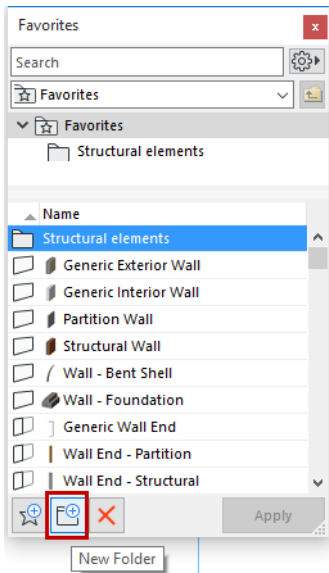 Favorites
x
Search
Favorites
Favorites
Structural elements
Name
Structural elements
Generic Exterior Wall
Generic Interior Wall
Partition Wall
Structural Wall
Wall - Bent Shell
Wall - Foundation
Generic Wall End
Wall End - Partition
Wall End - Structural
Apply
New Folder